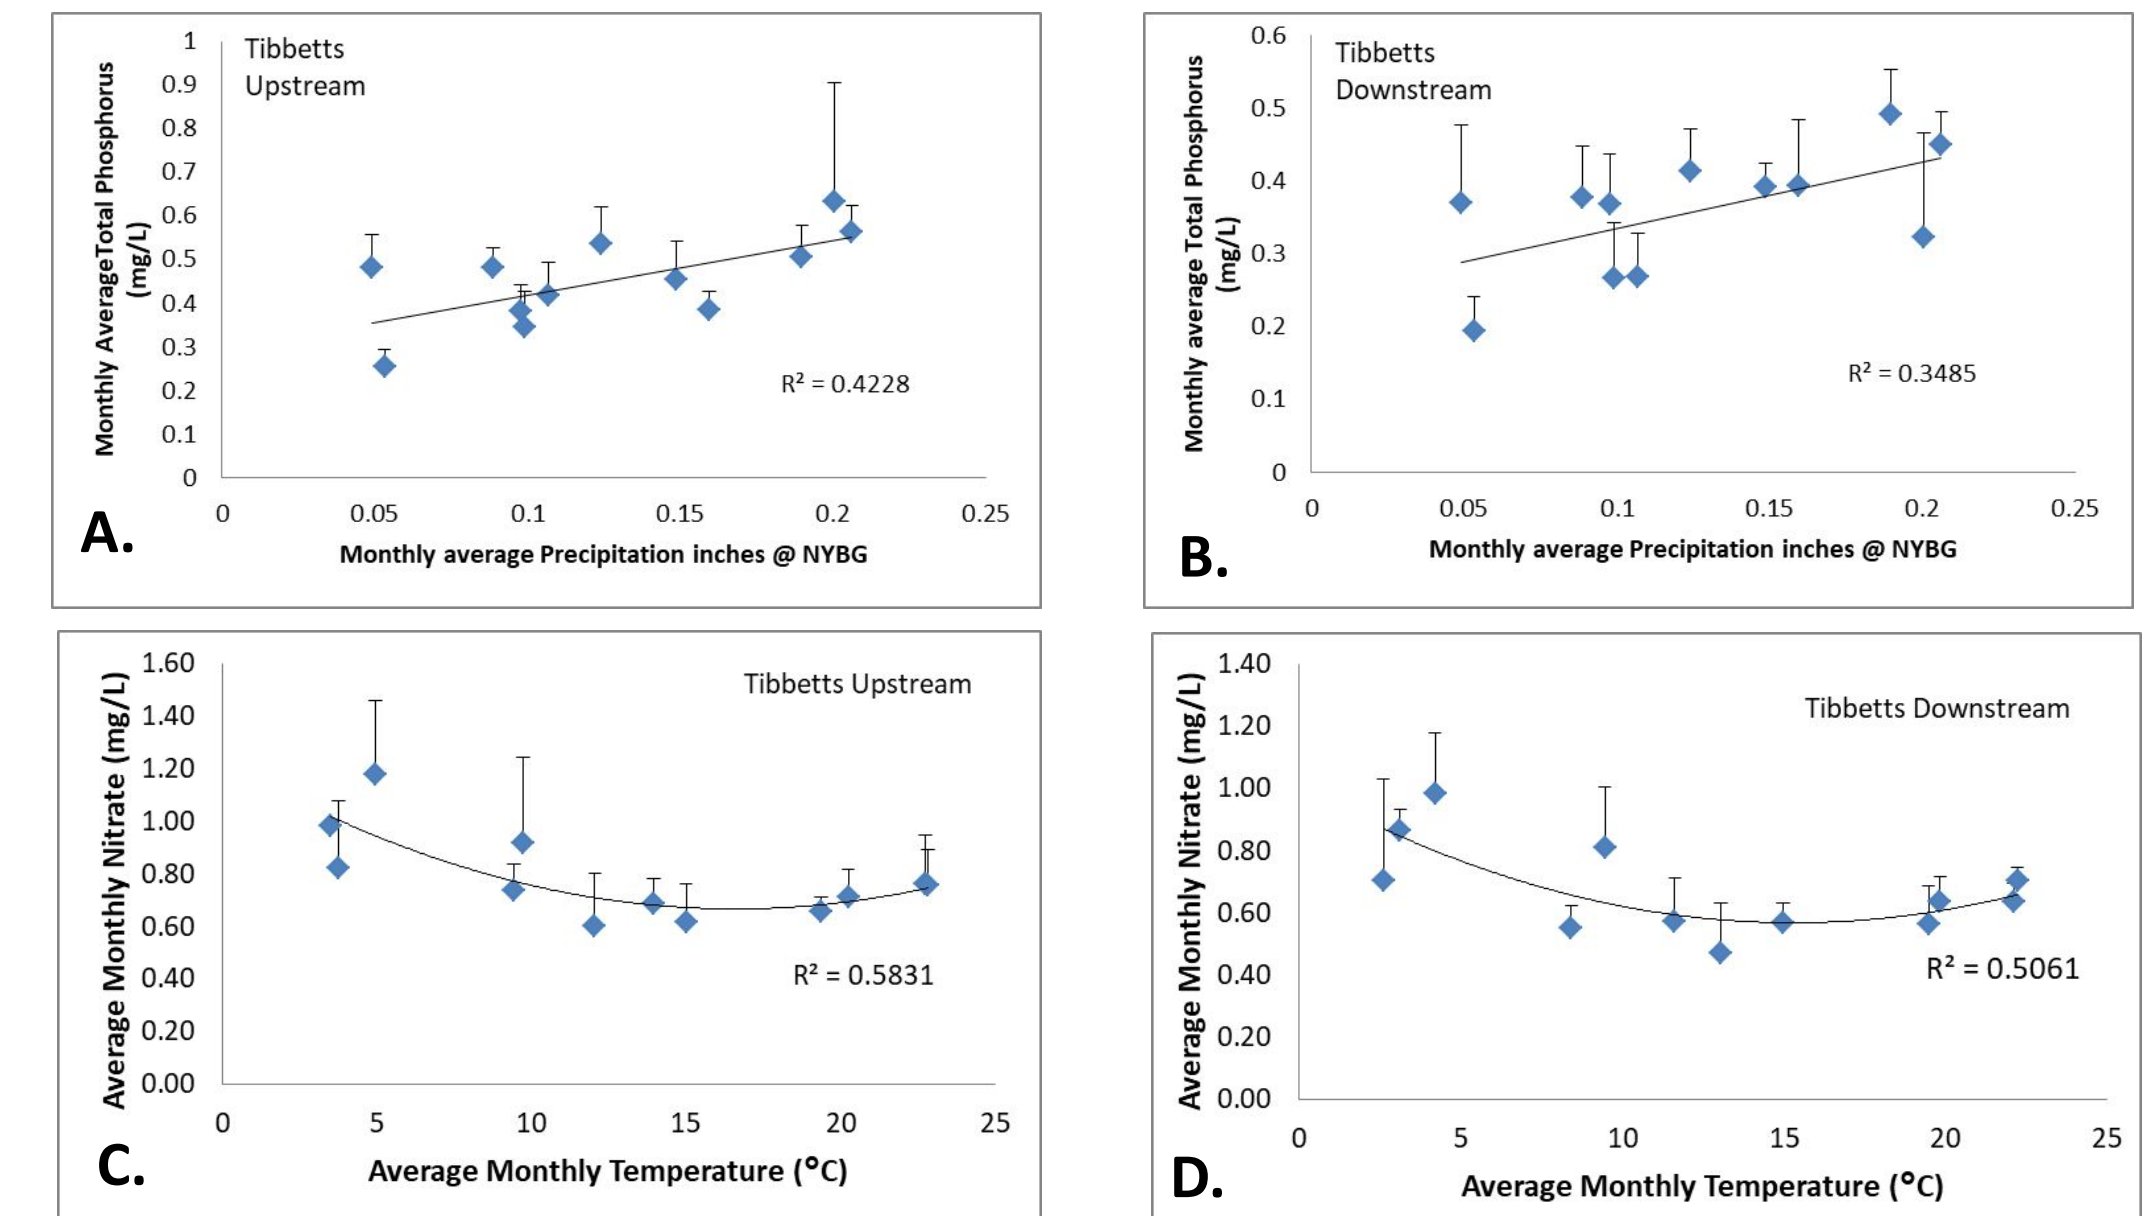 Tibbetts
Upstream
Monthly AverageTotal Phosphorus
(mg/L)
1
0.9
0.8
0.7
0.6
0.5
0.4
0.3
0.2
0.1
0
R² = 0.4228
0 0.05 0.1 0.15 0.2 0.25
Monthly average Precipitation inches @ NYBG
A.
Tibbetts
Downstream
Monthly average Total Phosphorus
(mg/L)
0.6
0.5
0.4
0.3
0.2
0.1
0
R² = 0.3485
0 0.05 0.1 0.15 0.2 0.25
Monthly average Precipitation inches @ NYBG
B.
Tibbetts Upstream
Average Monthly Nitrate (mg/L)
1.60
1.40
1.20
1.00
0.80
0.60
0.40
0.20
0.00
R² = 0.5831
0 5 10 15 20 25
Average Monthly Temperature (°C)
C.
Tibbetts Downstream
Average Monthly Nitrate (mg/L)
1.40
1.20
1.00
0.80
0.60
0.40
0.20
0.00
R² = 0.5061
0 5 10 15 20 25
Average Monthly Temperature (°C)
D.